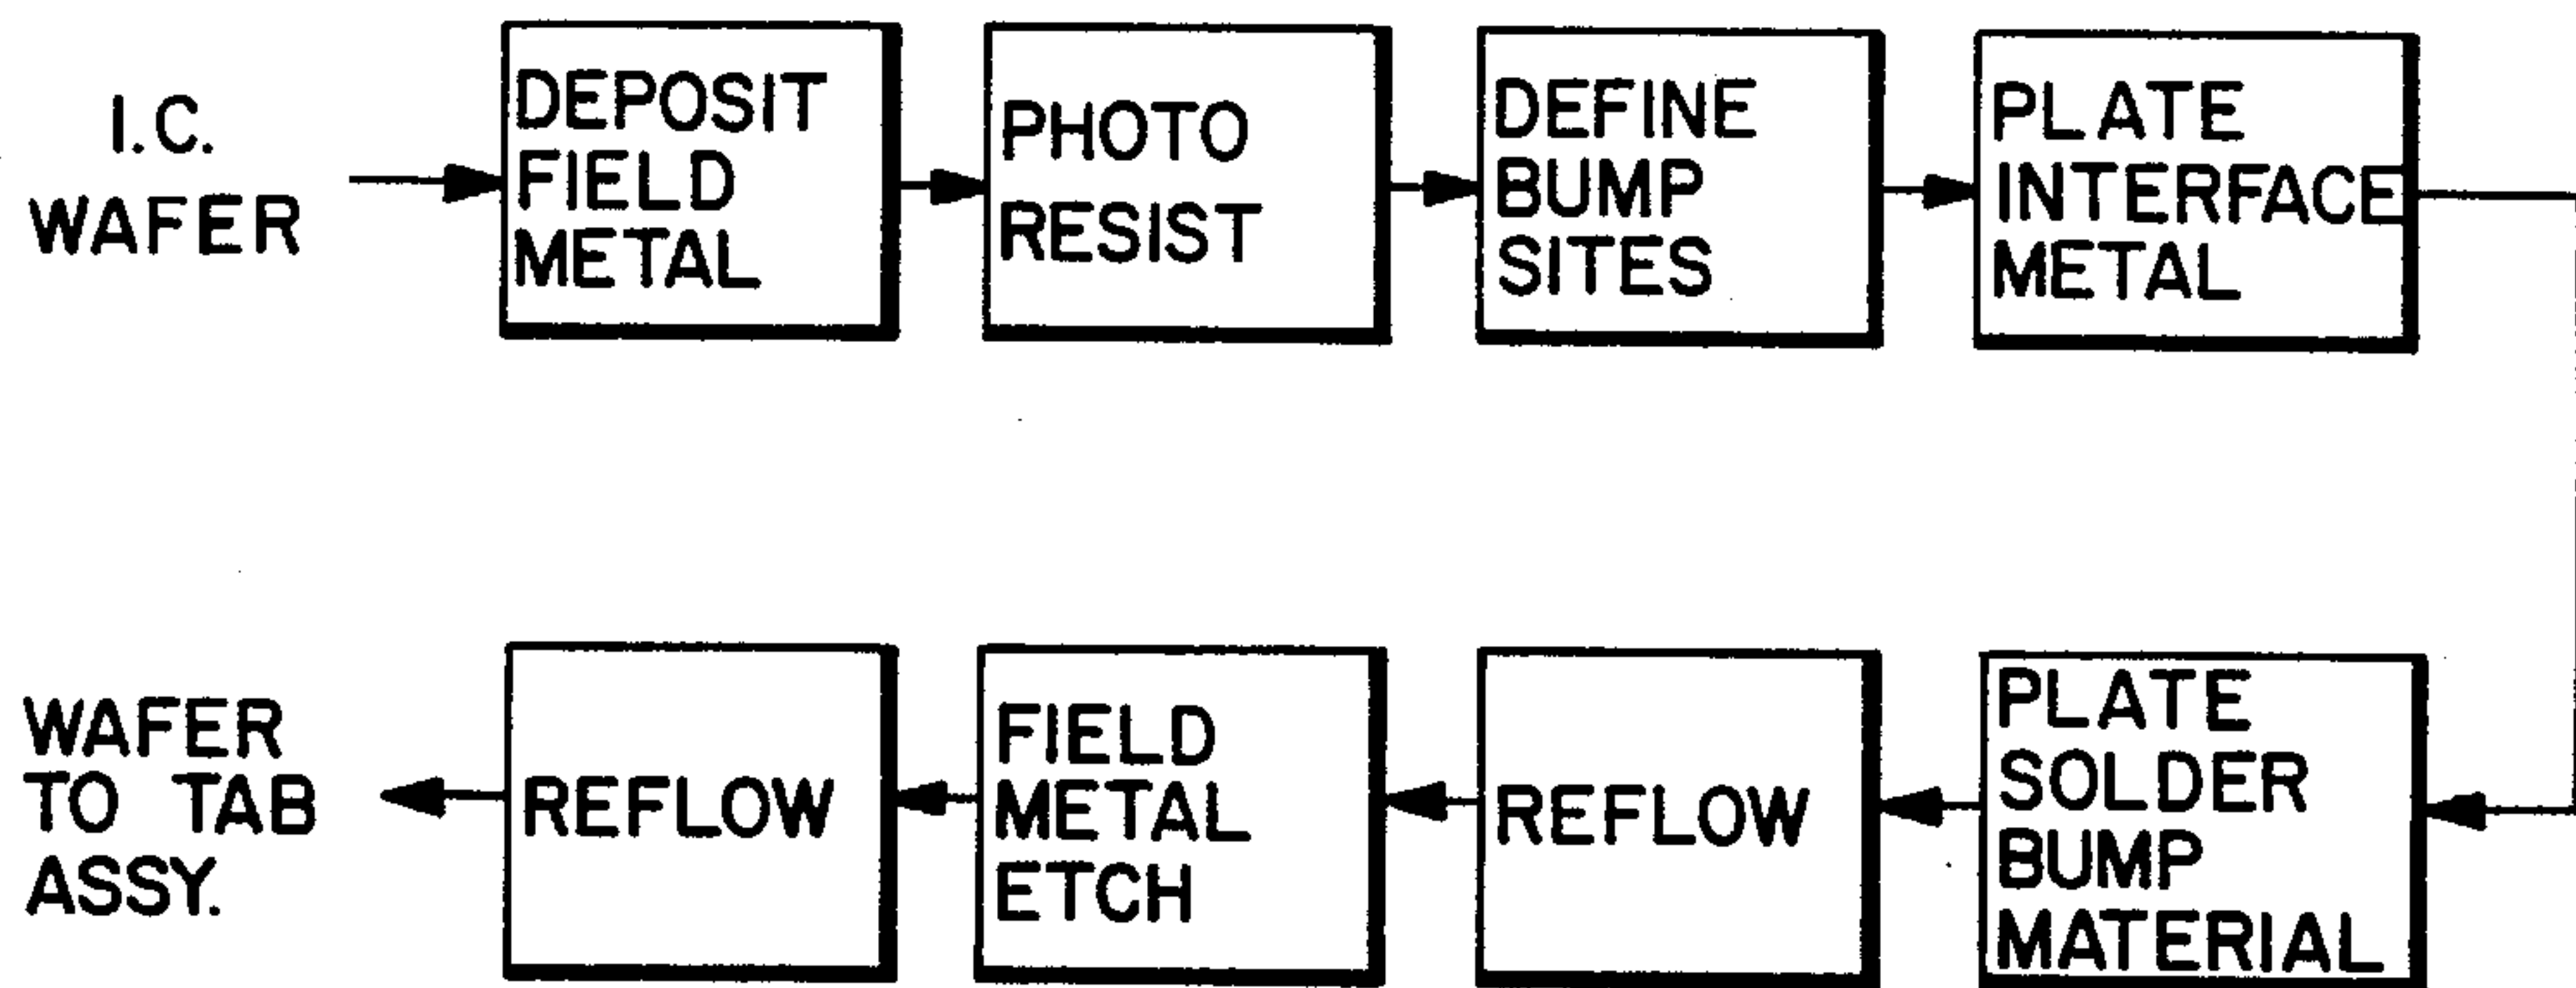 I.C.
WAFER
DEPOSIT
FIELD
METAL
PHOTO
RESIST
DEFINE
BUMP
SITES
PLATE
INTERFACE
METAL
PLATE
SOLDER
BUMP
MATERIAL
REFLOW
FIELD
METAL
ETCH
REFLOW
WAFER
TO TAB
ASSY.